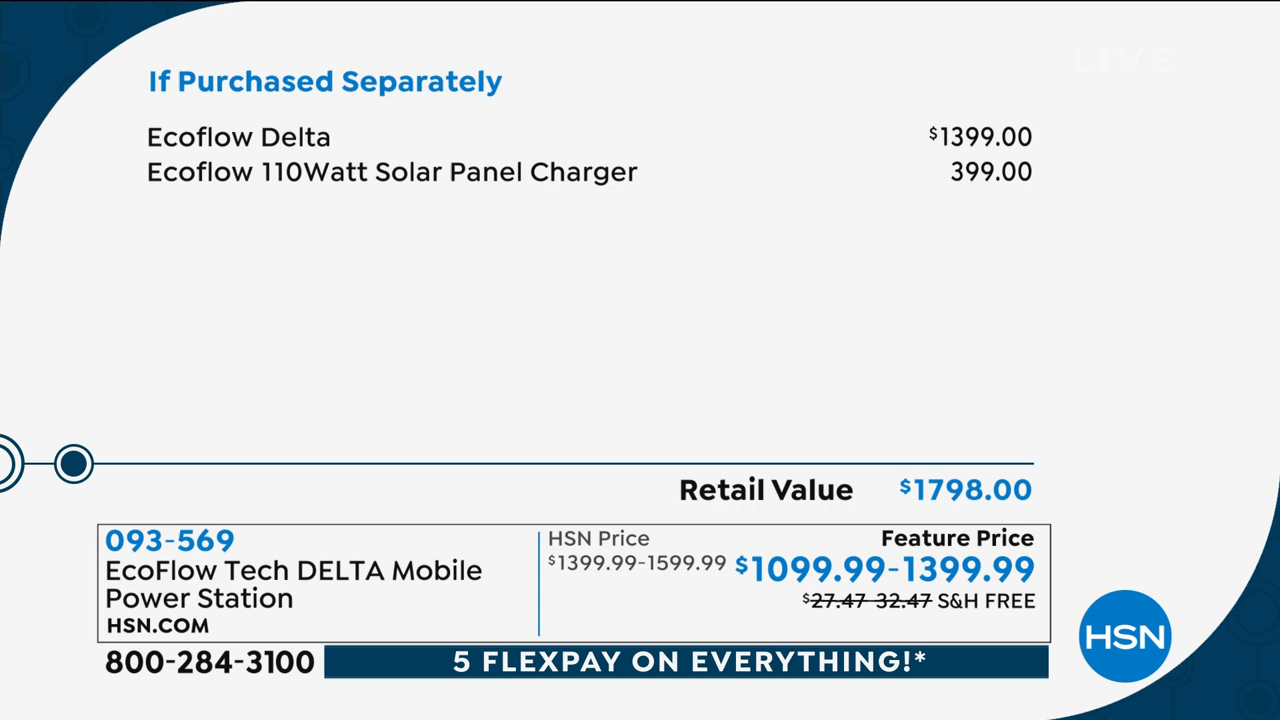 LIVE
If Purchased Separately
Ecoflow Delta $1399.00
Ecoflow 110Watt Solar Panel Charger 399.00
Retail Value $1798.00
093-569
EcoFlow Tech DELTA Mobile
Power Station
HSN.COM
HSN Price
$1399.99-1599.99
Feature Price
$1099.99-1399.99
$27.47-32.47 S&H FREE
HSN
800-284-3100
5 FLEXPAY ON EVERYTHING!*